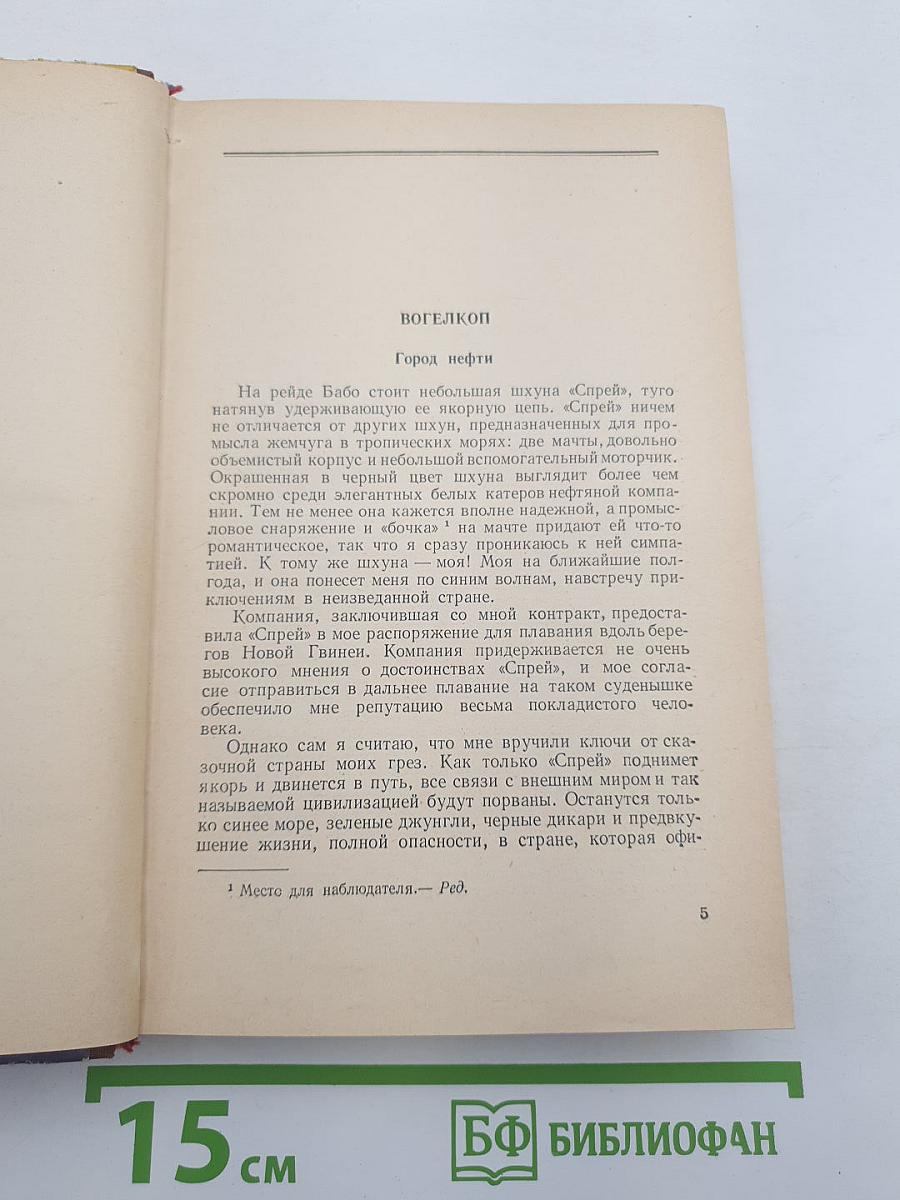 ВОГЕЛКОП
Город нефти
На рейде Бабо стоит небольшая шхуна «Спрей», туго
натянув удерживающую ее якорную цепь. «Спрей» ничем
не отличается от других шхун, предназначенных для про-
мысла жемчуга в тропических морях: две мачты, довольно
объемистый корпус и небольшой вспомогательный моторчик.
Окрашенная в черный цвет шхуна выглядит более чем
скромно среди элегантных белых катеров нефтяной компа-
нии. Тем не менее она кажется вполне надежной, а промыс-
ловое снаряжение и «бочка» ¹ на мачте придают ей что-то
романтическое, так что я сразу проникаюсь к ней симпа-
тией. К тому же шхуна — моя! Моя на ближайшие пол-
года, и она понесет меня по синим волнам, навстречу при-
ключениям в неизведанной стране.
Компания, заключившая со мной контракт, предоста-
вила «Спрей» в мое распоряжение для плавания вдоль бере-
гов Новой Гвинеи. Компания придерживается не очень
высокого мнения о достоинствах «Спрей», и мое согла-
сие отправиться в дальнее плавание на таком суденышке
обеспечило мне репутацию весьма покладистого чело-
века.
Однако сам я считаю, что мне вручили ключи от ска-
зочной страны моих грез. Как только «Спрей» поднимет
якорь и двинется в путь, все связи с внешним миром и так
называемой цивилизацией будут порваны. Останутся толь-
ко синее море, зеленые джунгли, черные дикари и предвку-
шение жизни, полной опасности, в стране, которая офи-
¹ Место для наблюдателя.— Ред.
5
15 см
БФ БИБЛИОФАН